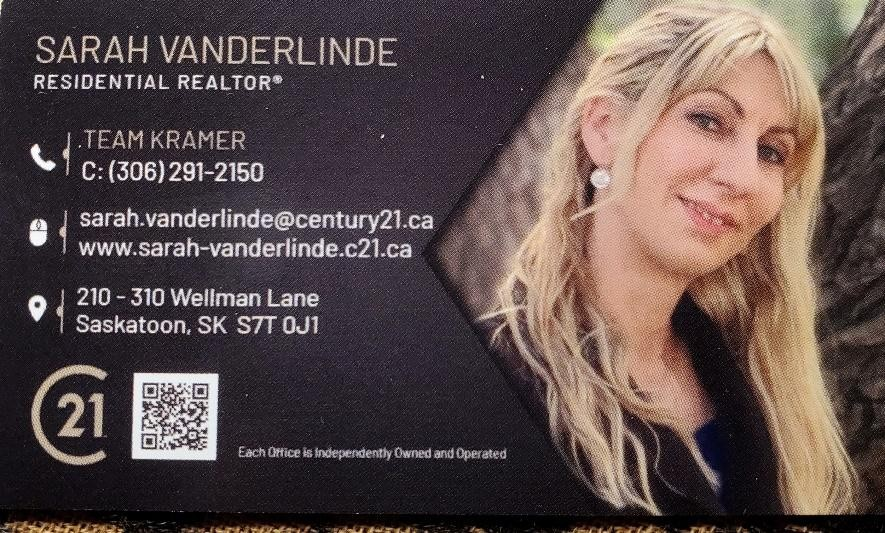 SARAH VANDERLINDE
RESIDENTIAL REALTOR®
.TEAM KRAMER
C: (306) 291-2150
sarah.vanderlinde@century21.ca
www.sarah-vanderlinde.c21.ca
210 - 310 Wellman Lane
Saskatoon, SK S7T 0J1
C21
Each Office is Independently Owned and Operated